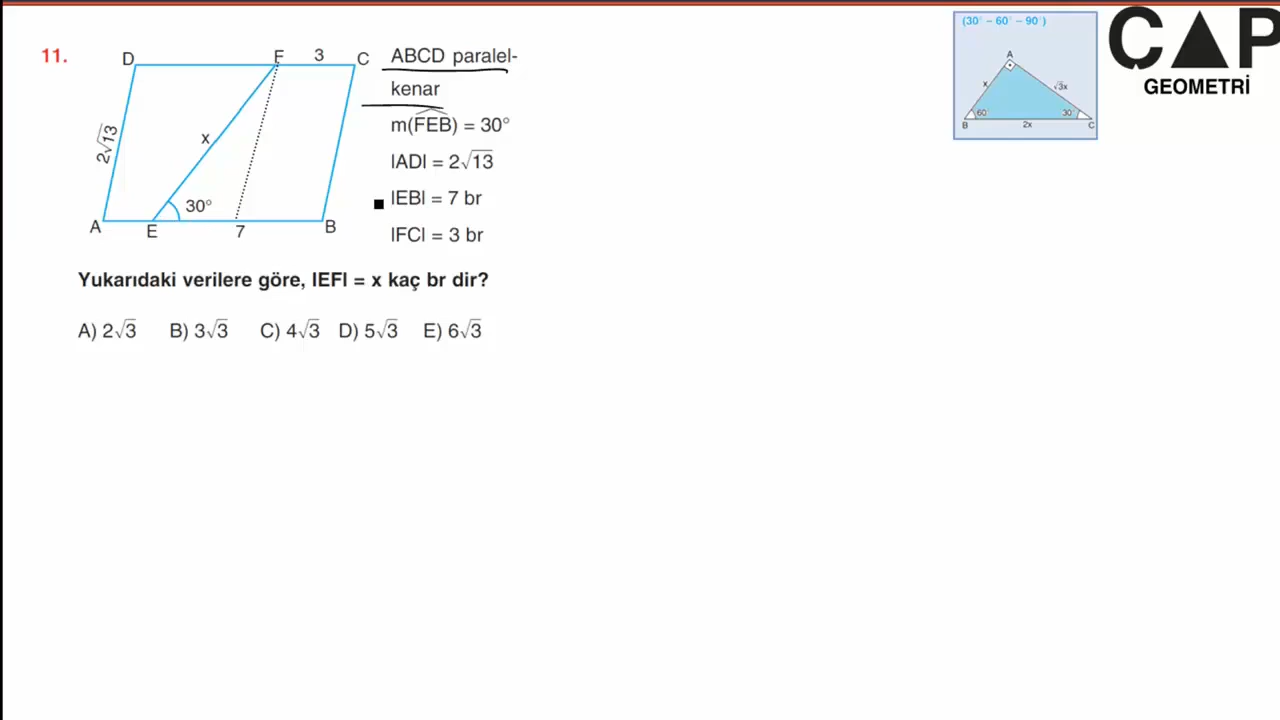 11.
D F 3 C
2√13
x
30°
A E 7 B
ABCD paralel-
kenar
m(FEB) = 30°
|AD| = 2√13
|EB| = 7 br
|FC| = 3 br
Yukarıdaki verilere göre, |EF| = x kaç br dir?
A) 2√3 B) 3√3 C) 4√3 D) 5√3 E) 6√3
(30° – 60° – 90°)
A
x √3x
60° 30°
B 2x C
ÇAP
GEOMETRİ